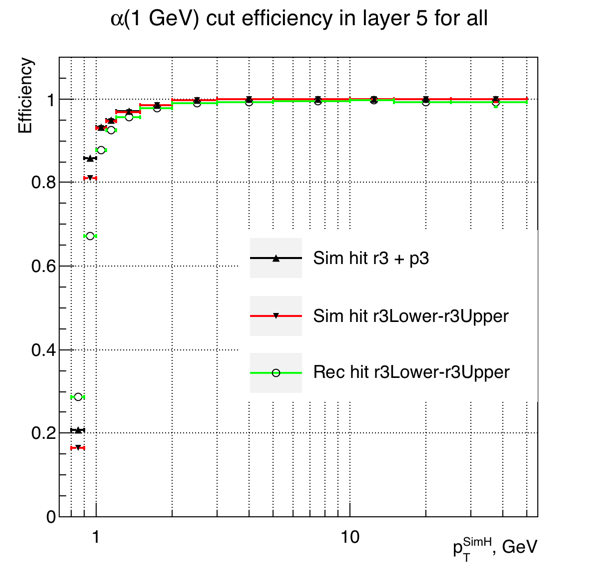 α(1 GeV) cut efficiency in layer 5 for all
Efficiency
1
0.8
0.6
0.4
0.2
0
Sim hit r3 + p3
Sim hit r3Lower-r3Upper
Rec hit r3Lower-r3Upper
1 10
p_T^SimH, GeV